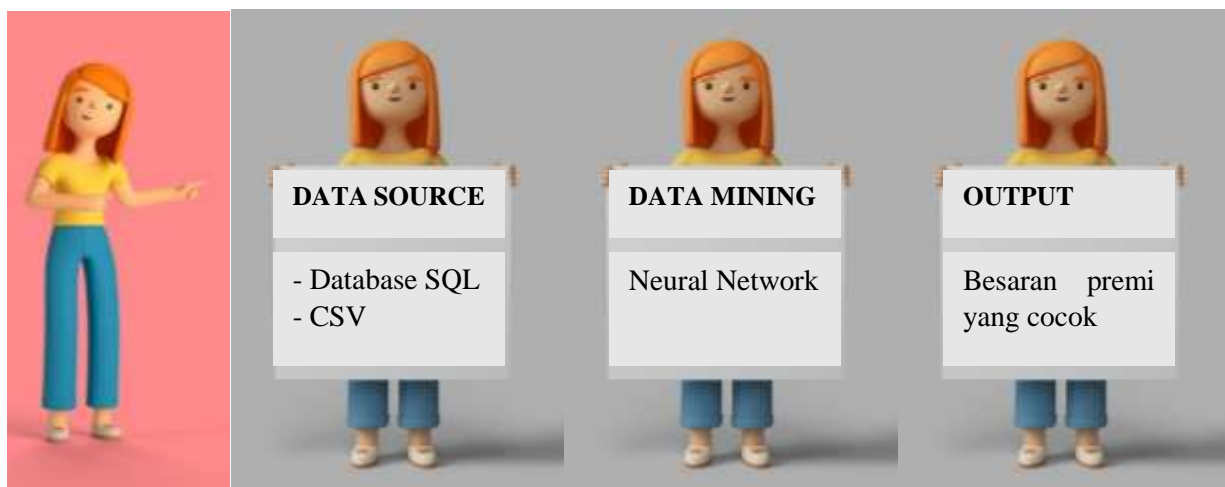 DATA SOURCE
- Database SQL
- CSV
DATA MINING
Neural Network
OUTPUT
Besaran premi
yang cocok